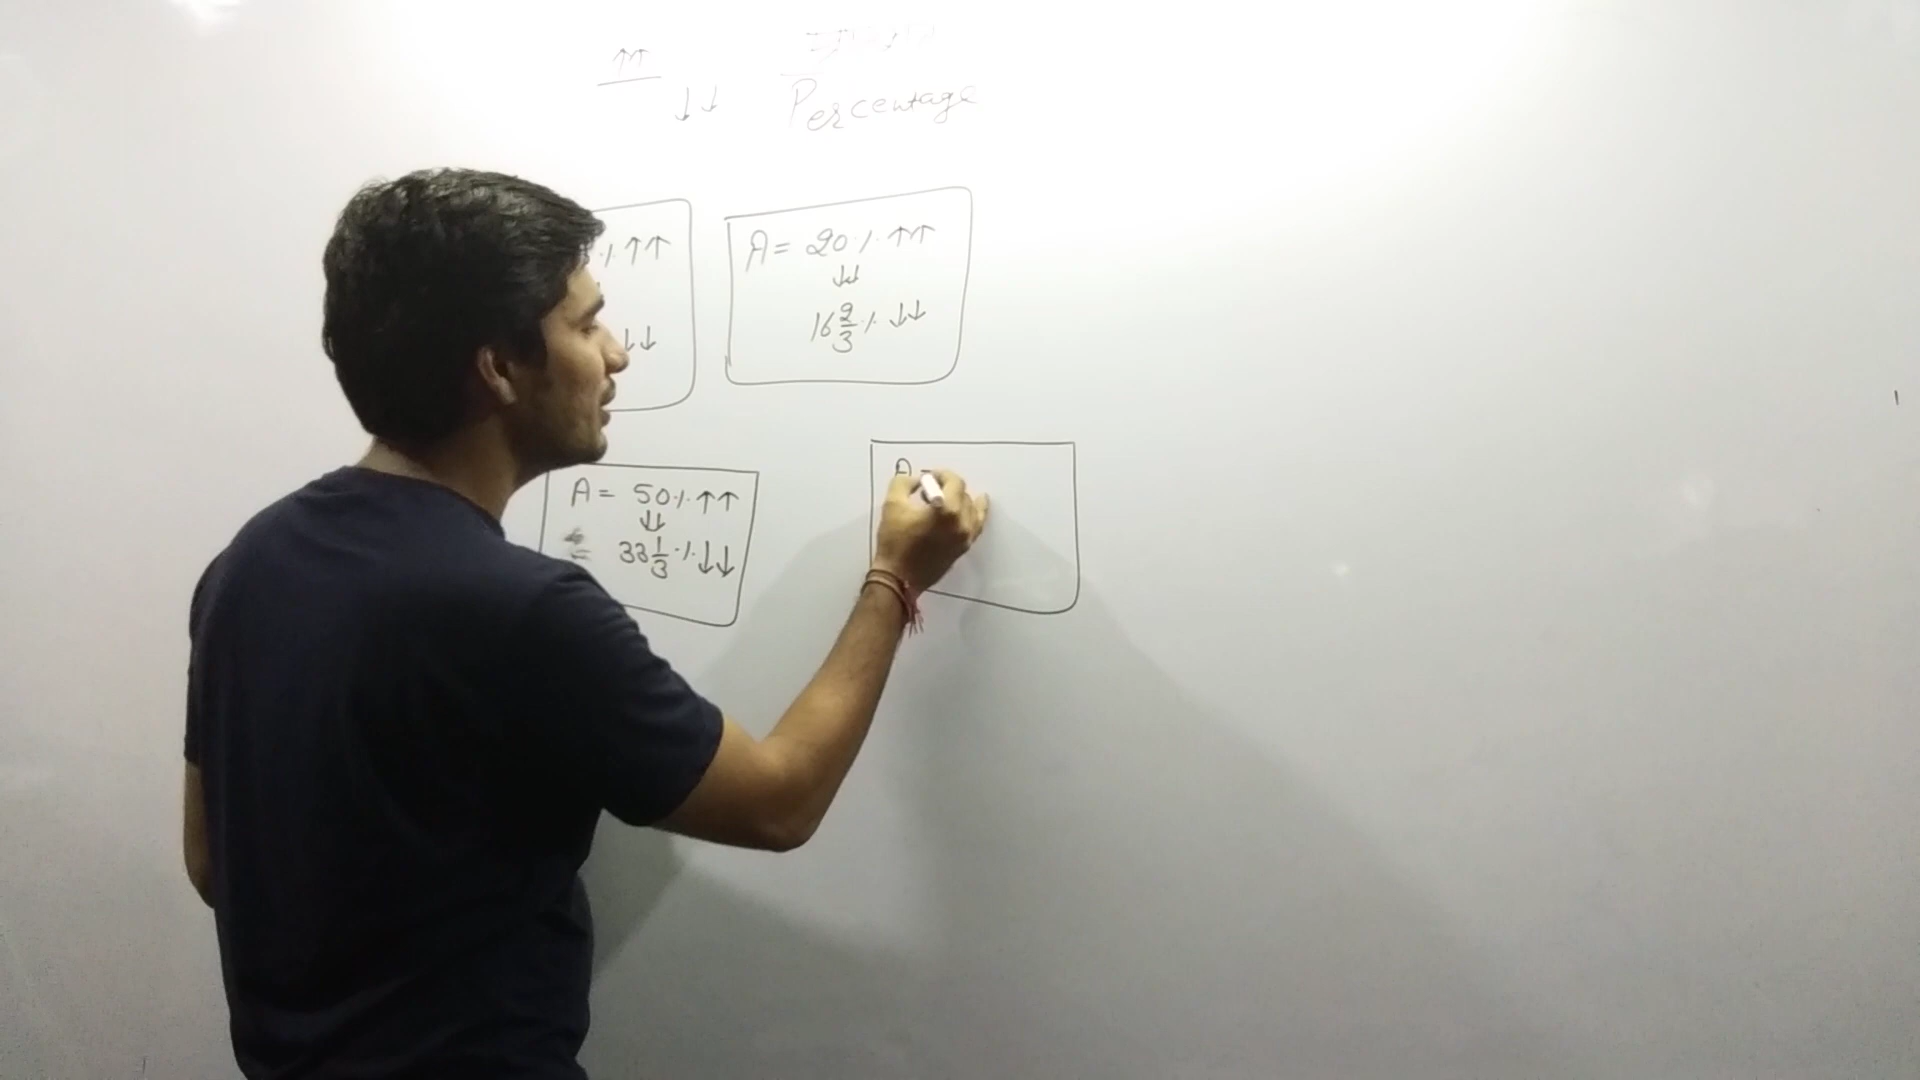 ↑↑
↓↓ Percentage
% ↑↑
↓↓
A = 20% ↑↑
↓↓
16 2/3 % ↓↓
A = 50% ↑↑
↓↓
= 33 1/3 % ↓↓
A =